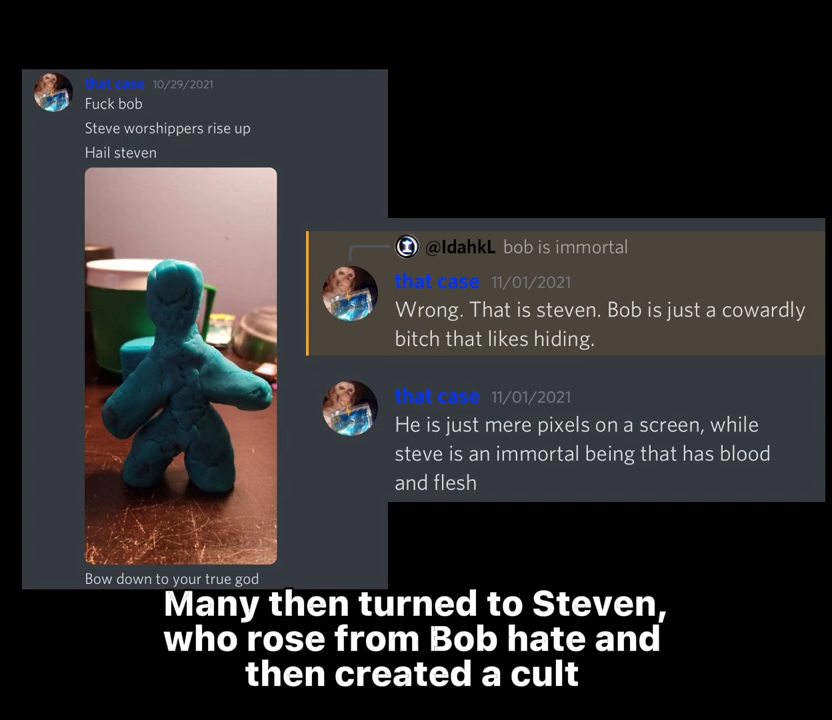 that case 10/29/2021
Fuck bob
Steve worshippers rise up
Hail steven
Bow down to your true god
@IdahkL bob is immortal
that case 11/01/2021
Wrong. That is steven. Bob is just a cowardly
bitch that likes hiding.
that case 11/01/2021
He is just mere pixels on a screen, while
steve is an immortal being that has blood
and flesh
Many then turned to Steven,
who rose from Bob hate and
then created a cult